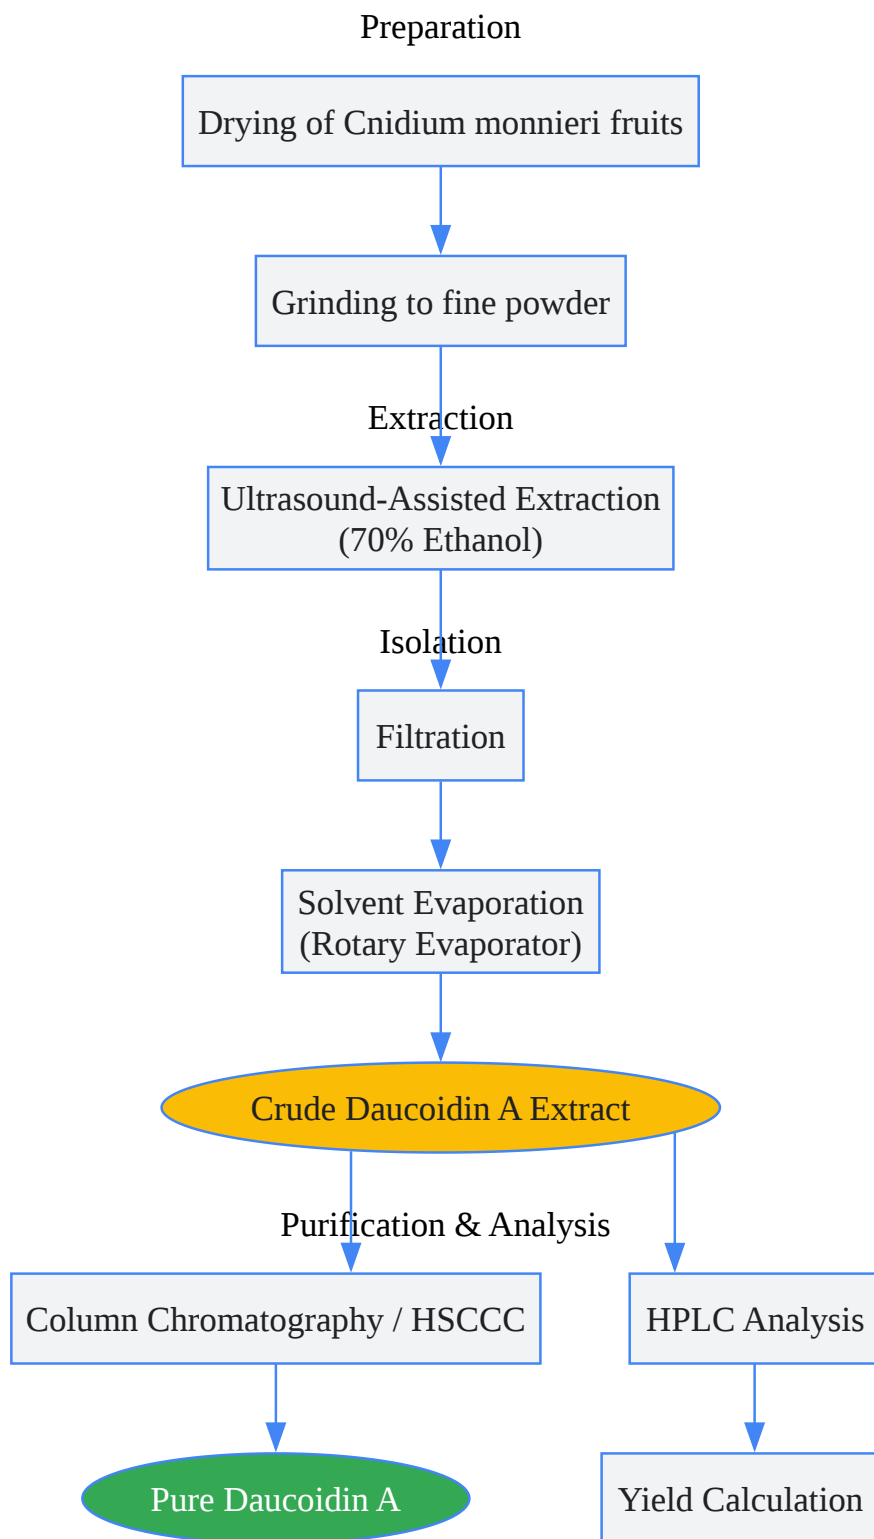 Preparation
Drying of Cnidium monnieri fruits
Grinding to fine powder
Extraction
Ultrasound-Assisted Extraction
(70% Ethanol)
Isolation
Filtration
Solvent Evaporation
(Rotary Evaporator)
Crude Daucoidin A Extract
Purification & Analysis
Column Chromatography / HSCCC
HPLC Analysis
Pure Daucoidin A
Yield Calculation